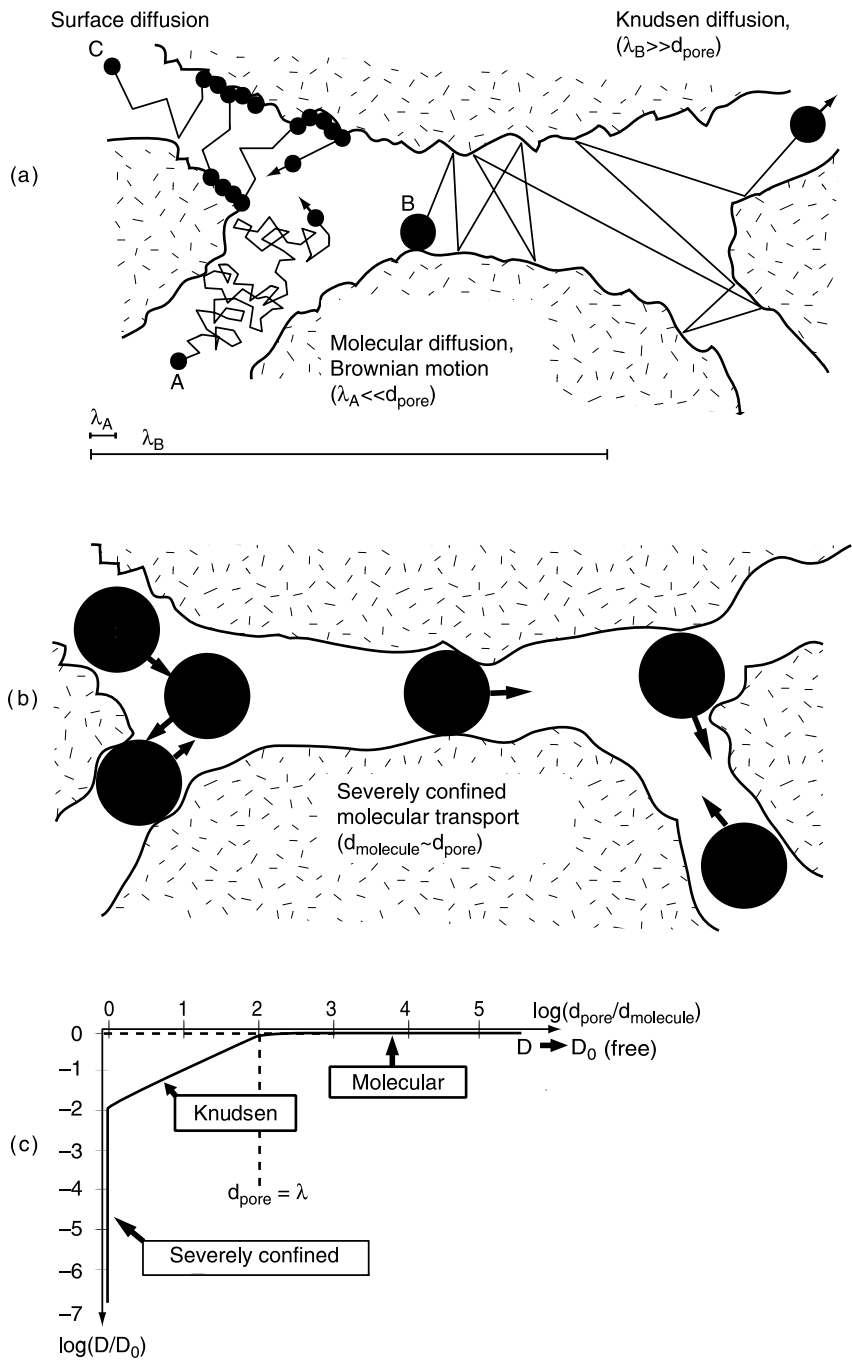 Surface diffusion
Knudsen diffusion,
(λB>>dpore)
C
(a)
B
Molecular diffusion,
Brownian motion
(λA<<dpore)
A
λA
λB
(b)
Severely confined
molecular transport
(dmolecule~dpore)
0 1 2 3 4 5 log(dpore/dmolecule)
0
D D0 (free)
–1
Molecular
Knudsen
–2
(c)
–3
dpore = λ
–4
–5
Severely confined
–6
–7
log(D/D0)